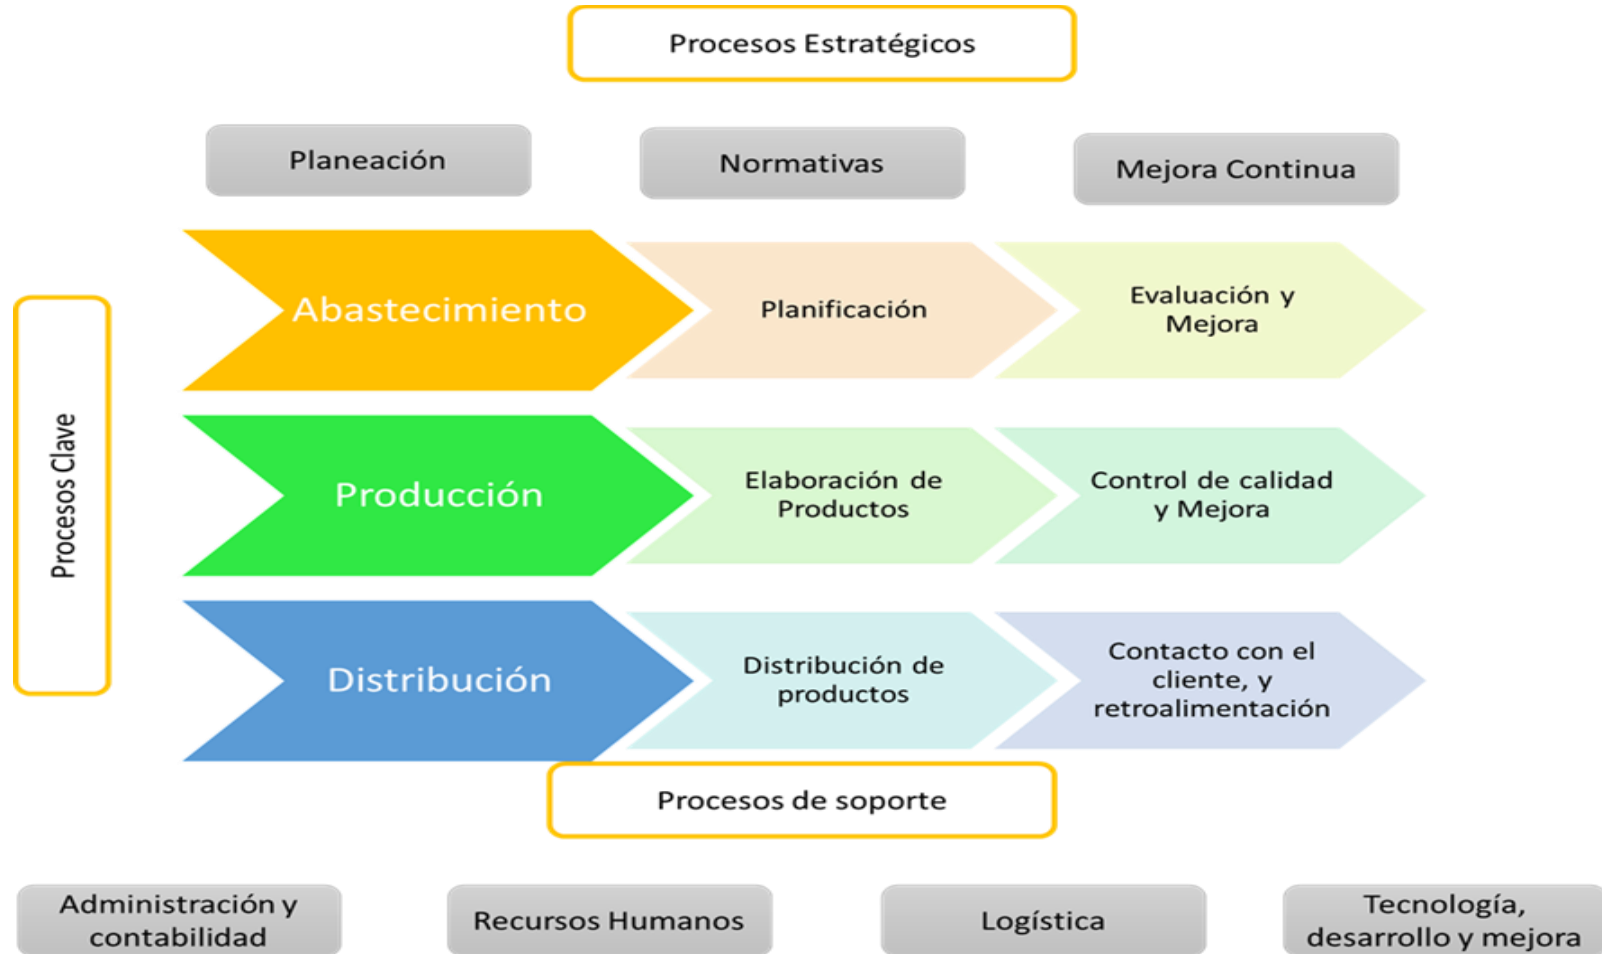 Procesos Estratégicos
Planeación
Normativas
Mejora Continua
Procesos Clave
Abastecimiento
Planificación
Evaluación y
Mejora
Producción
Elaboración de
Productos
Control de calidad
y Mejora
Distribución
Distribución de
productos
Contacto con el
cliente, y
retroalimentación
Procesos de soporte
Administración y
contabilidad
Recursos Humanos
Logística
Tecnología,
desarrollo y mejora